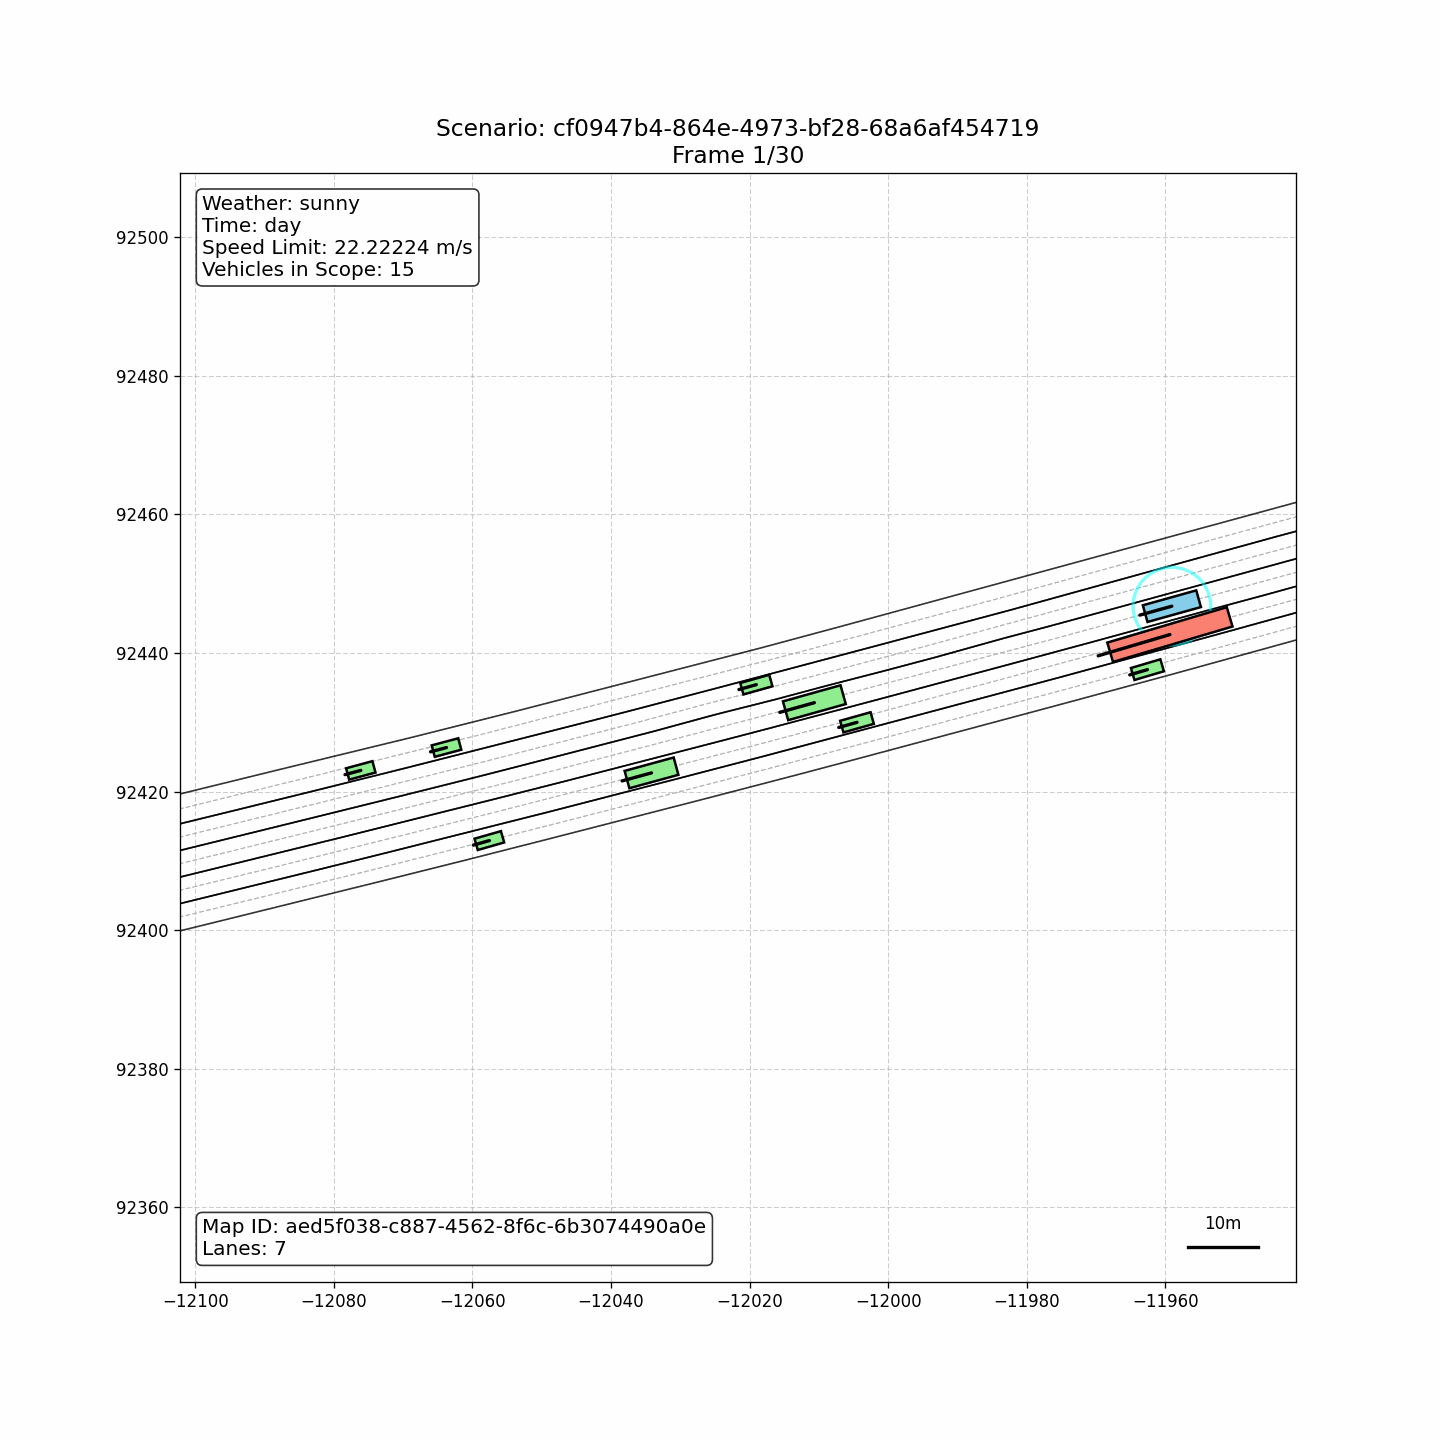 Scenario: cf0947b4-864e-4973-bf28-68a6af454719
Frame 1/30
Weather: sunny
Time: day
Speed Limit: 22.22224 m/s
Vehicles in Scope: 15
92500
92480
92460
92440
92420
92400
92380
92360
Map ID: aed5f038-c887-4562-8f6c-6b3074490a0e
Lanes: 7
10m
−12100
−12080
−12060
−12040
−12020
−12000
−11980
−11960